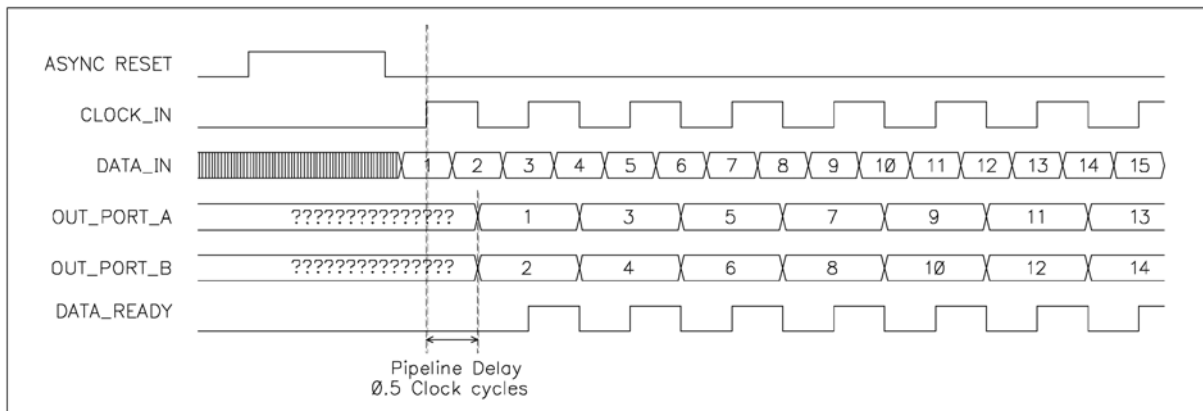 ASYNC RESET
CLOCK_IN
DATA_IN 1 2 3 4 5 6 7 8 9 10 11 12 13 14 15
OUT_PORT_A ??????????????? 1 3 5 7 9 11 13
OUT_PORT_B ??????????????? 2 4 6 8 10 12 14
DATA_READY
Pipeline Delay
0.5 Clock cycles